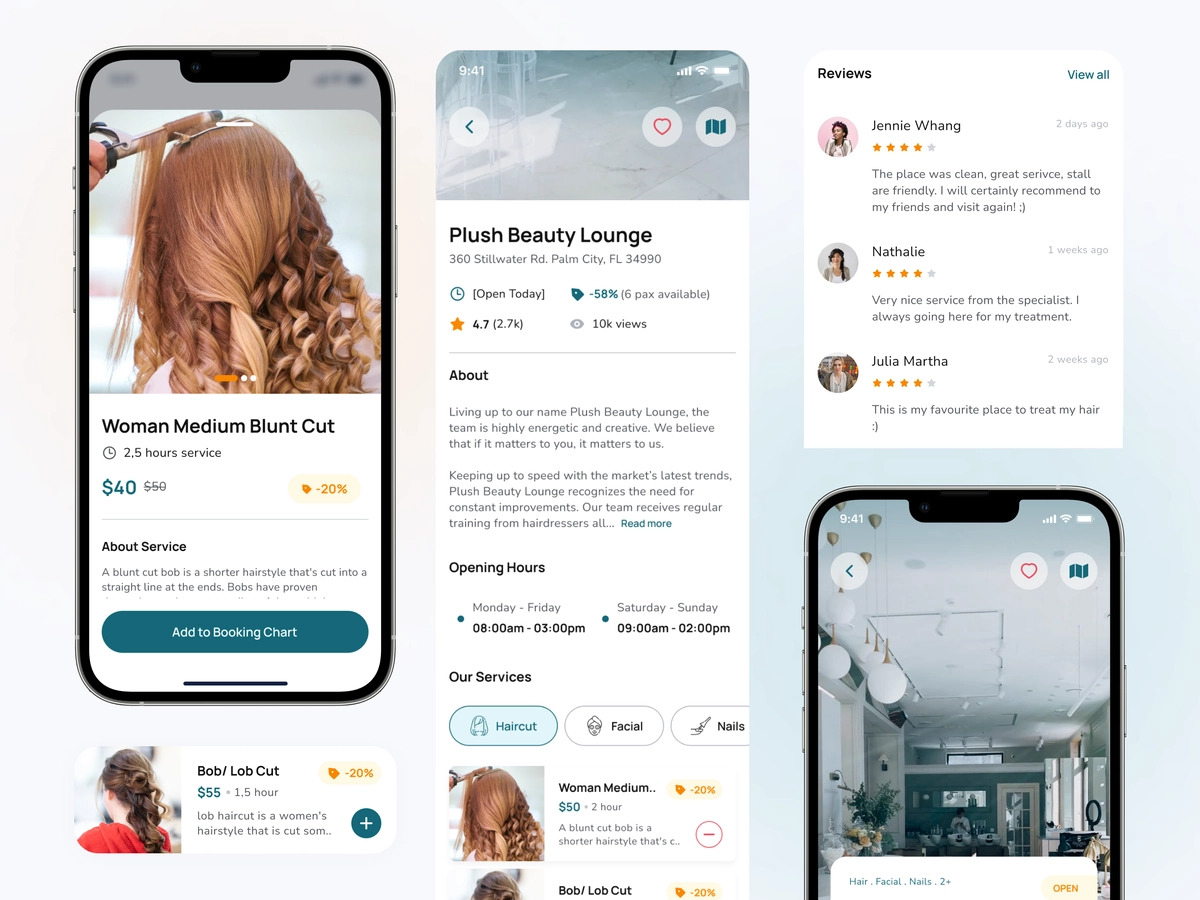 Woman Medium Blunt Cut
2,5 hours service
$40 $50
-20%
About Service
A blunt cut bob is a shorter hairstyle that's cut into a
straight line at the ends. Bobs have proven
Add to Booking Chart
Bob/ Lob Cut
-20%
$55 • 1,5 hour
lob haircut is a women's
hairstyle that is cut som..
9:41
Plush Beauty Lounge
360 Stillwater Rd. Palm City, FL 34990
[Open Today]
-58% (6 pax available)
4.7 (2.7k)
10k views
About
Living up to our name Plush Beauty Lounge, the
team is highly energetic and creative. We believe
that if it matters to you, it matters to us.
Keeping up to speed with the market's latest trends,
Plush Beauty Lounge recognizes the need for
constant improvements. Our team receives regular
training from hairdressers all... Read more
Opening Hours
Monday - Friday
08:00am - 03:00pm
Saturday - Sunday
09:00am - 02:00pm
Our Services
Haircut
Facial
Nails
Woman Medium..
-20%
$50 • 2 hour
A blunt cut bob is a
shorter hairstyle that's c..
Bob/ Lob Cut
-20%
Reviews
View all
Jennie Whang
2 days ago
The place was clean, great serivce, stall
are friendly. I will certainly recommend to
my friends and visit again! ;)
Nathalie
1 weeks ago
Very nice service from the specialist. I
always going here for my treatment.
Julia Martha
2 weeks ago
This is my favourite place to treat my hair
:)
9:41
Hair . Facial . Nails . 2+
OPEN